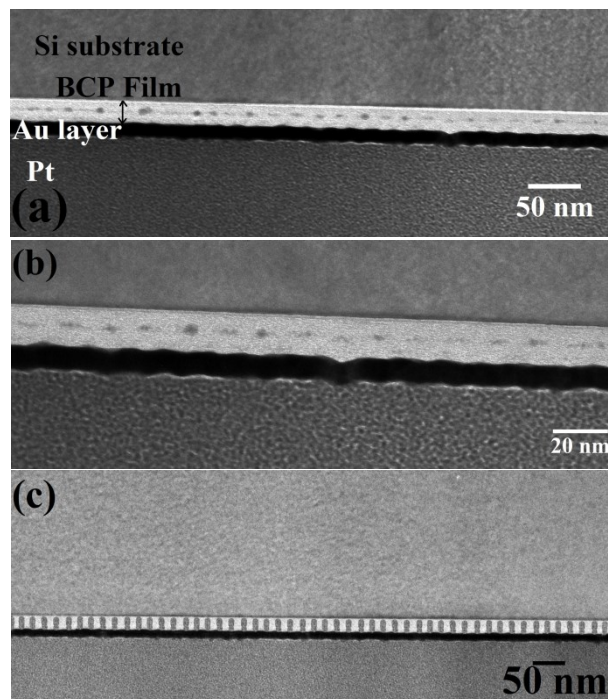 Si substrate
BCP Film
Au layer
Pt
(a)
50 nm
(b)
20 nm
(c)
50 nm